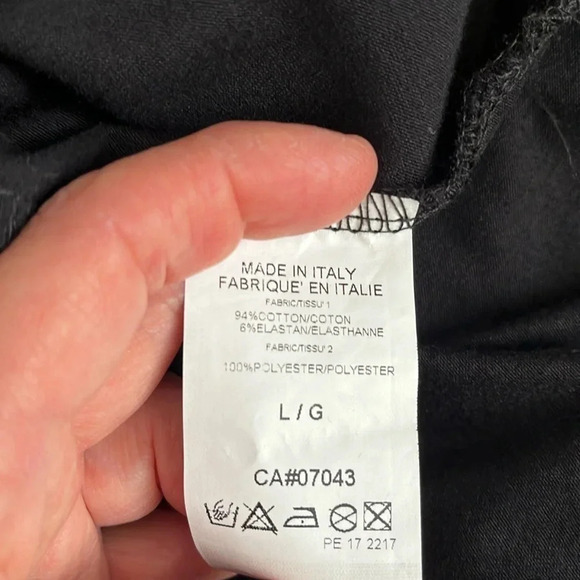 MADE IN ITALY
FABRIQUE' EN ITALIE
FABRIC/TISSU' 1
94%COTTON/COTON
6%ELASTAN/ELASTHANNE
FABRIC/TISSU' 2
100%POLYESTER/POLYESTER
L / G
CA#07043
PE 17 2217